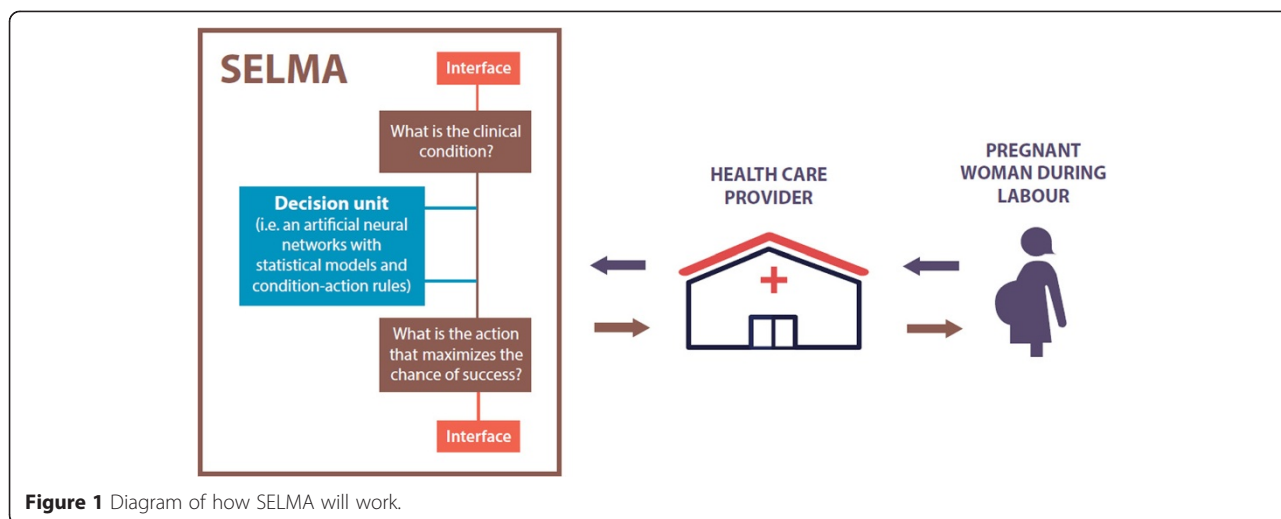 SELMA
Interface
What is the clinical
condition?
Decision unit
(i.e. an artificial neural
networks with
statistical models and
condition-action rules)
What is the action
that maximizes the
chance of success?
Interface
HEALTH CARE
PROVIDER
PREGNANT
WOMAN DURING
LABOUR
Figure 1 Diagram of how SELMA will work.